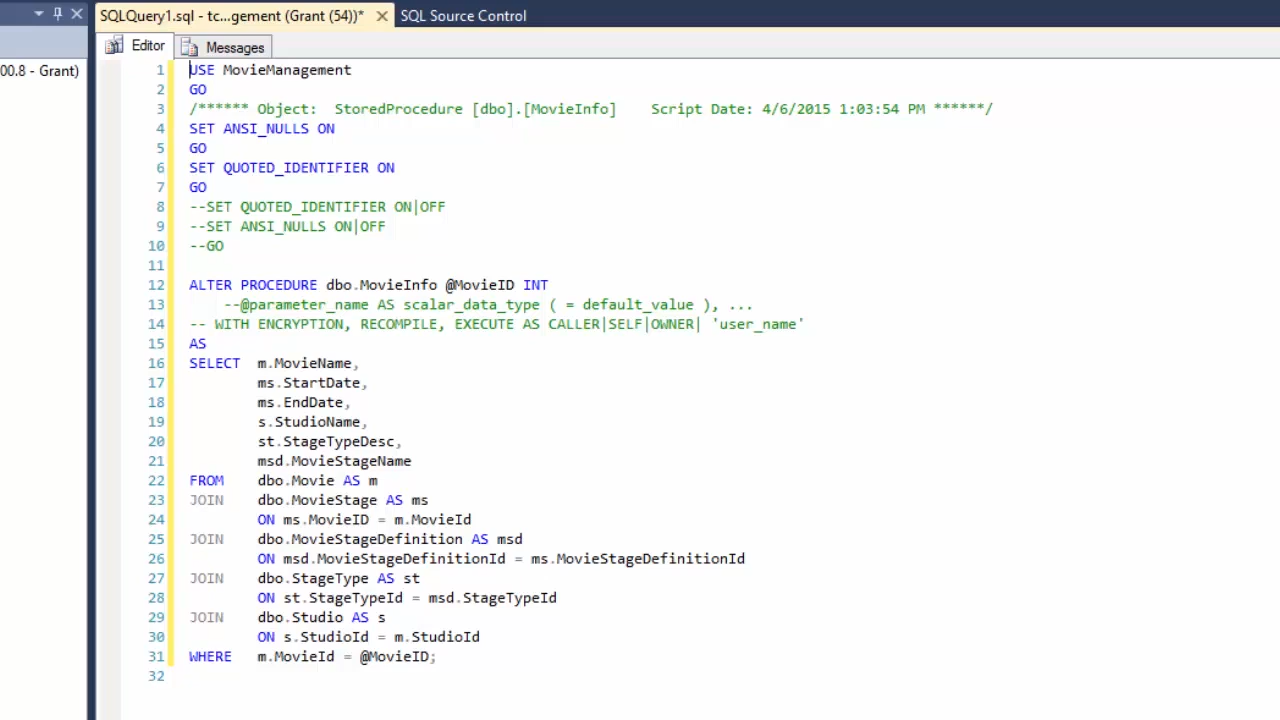 SQLQuery1.sql - tc...gement (Grant (54))* SQL Source Control
Editor Messages
00.8 - Grant)
1 USE MovieManagement
2 GO
3 /****** Object:  StoredProcedure [dbo].[MovieInfo]    Script Date: 4/6/2015 1:03:54 PM ******/
4 SET ANSI_NULLS ON
5 GO
6 SET QUOTED_IDENTIFIER ON
7 GO
8 --SET QUOTED_IDENTIFIER ON|OFF
9 --SET ANSI_NULLS ON|OFF
10 --GO
11
12 ALTER PROCEDURE dbo.MovieInfo @MovieID INT
13     --@parameter_name AS scalar_data_type ( = default_value ), ...
14 -- WITH ENCRYPTION, RECOMPILE, EXECUTE AS CALLER|SELF|OWNER| 'user_name'
15 AS
16 SELECT  m.MovieName,
17         ms.StartDate,
18         ms.EndDate,
19         s.StudioName,
20         st.StageTypeDesc,
21         msd.MovieStageName
22 FROM    dbo.Movie AS m
23 JOIN    dbo.MovieStage AS ms
24         ON ms.MovieID = m.MovieId
25 JOIN    dbo.MovieStageDefinition AS msd
26         ON msd.MovieStageDefinitionId = ms.MovieStageDefinitionId
27 JOIN    dbo.StageType AS st
28         ON st.StageTypeId = msd.StageTypeId
29 JOIN    dbo.Studio AS s
30         ON s.StudioId = m.StudioId
31 WHERE   m.MovieId = @MovieID;
32